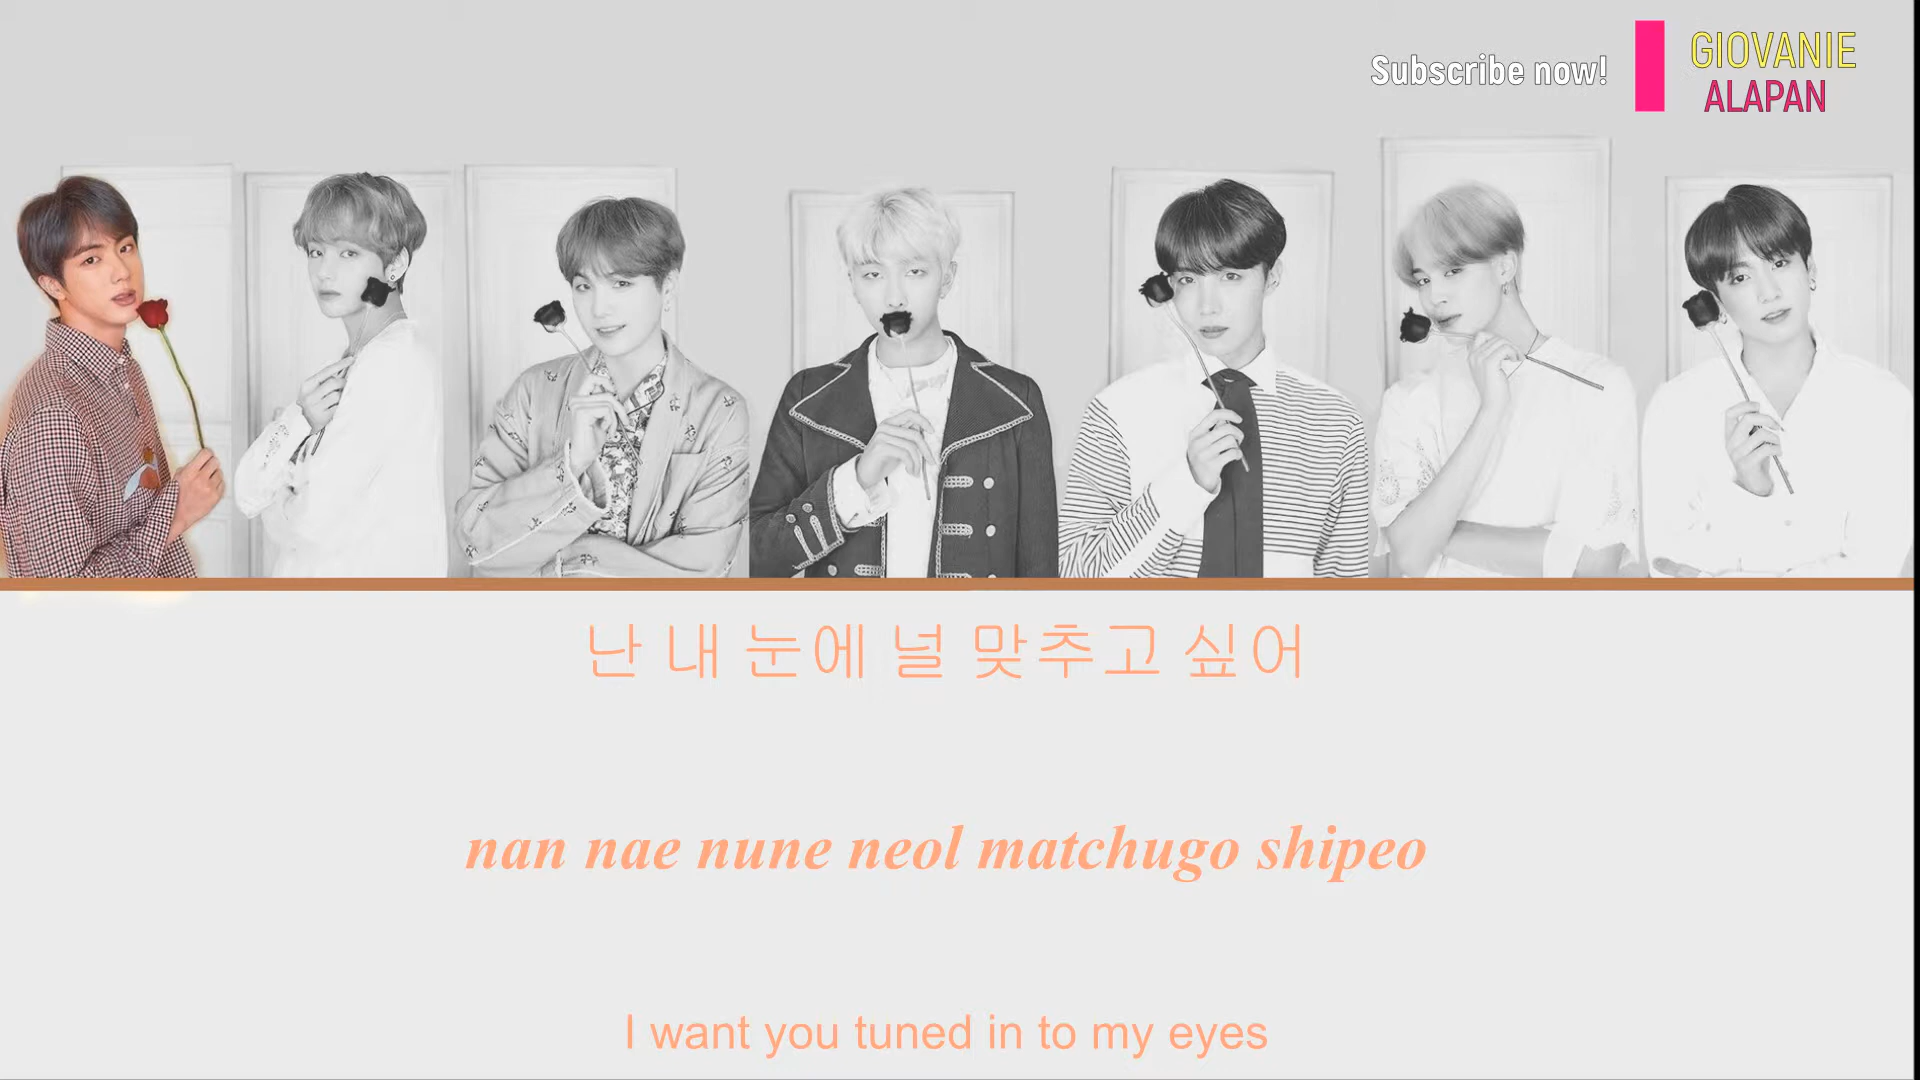 Subscribe now!
GIOVANIE
ALAPAN
난 내 눈에 널 맞추고 싶어
nan nae nune neol matchugo shipeo
I want you tuned in to my eyes